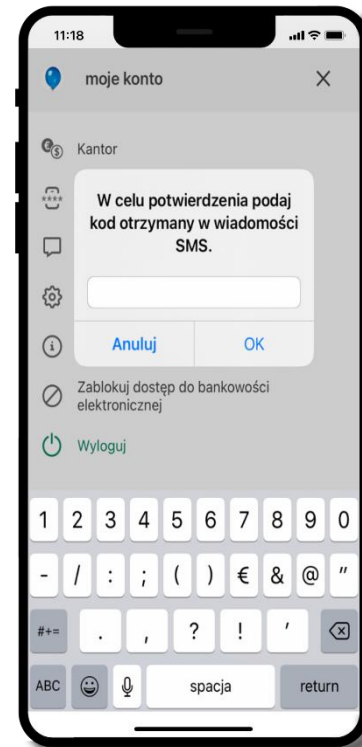 11:18
moje konto
Kantor
****
W celu potwierdzenia podaj
kod otrzymany w wiadomości
SMS.
Anuluj OK
Zablokuj dostęp do bankowości
elektronicznej
Wyloguj
1 2 3 4 5 6 7 8 9 0
- / : ; ( ) € & @ "
#+= . , ? ! '
ABC spacja return